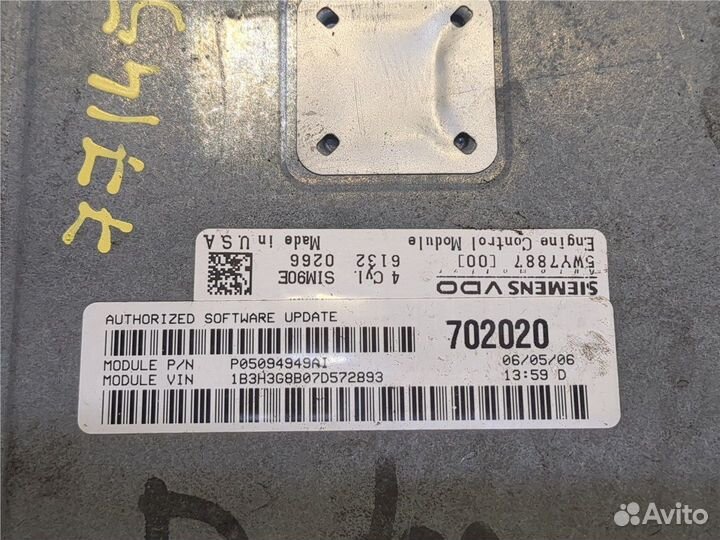 AUTHORIZED SOFTWARE UPDATE
702020
MODULE P/N P05094949AI
MODULE VIN 1B3H3G8B07D572893
06/05/06
13:59 D
SIEMENS VDO
5WY7887 [00]
Engine Control Module
4 Cyl. SIM90E
6132 0266
Made in U.S.A
Avito